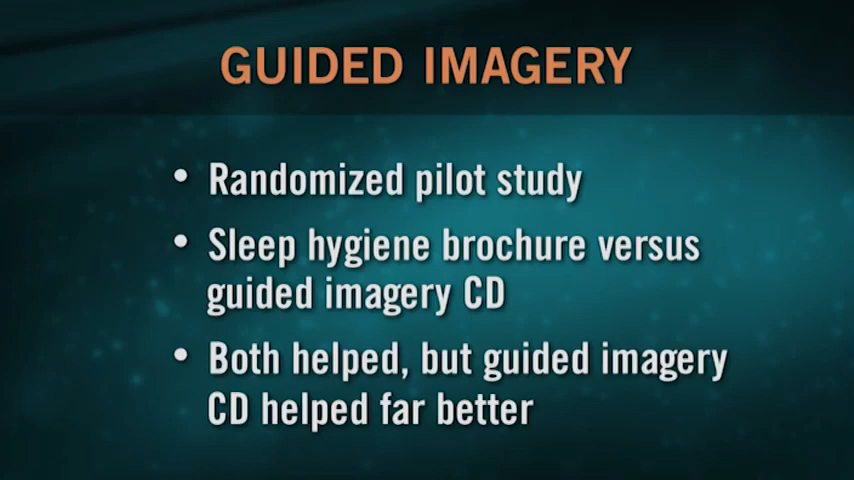 GUIDED IMAGERY
• Randomized pilot study
• Sleep hygiene brochure versus
guided imagery CD
• Both helped, but guided imagery
CD helped far better